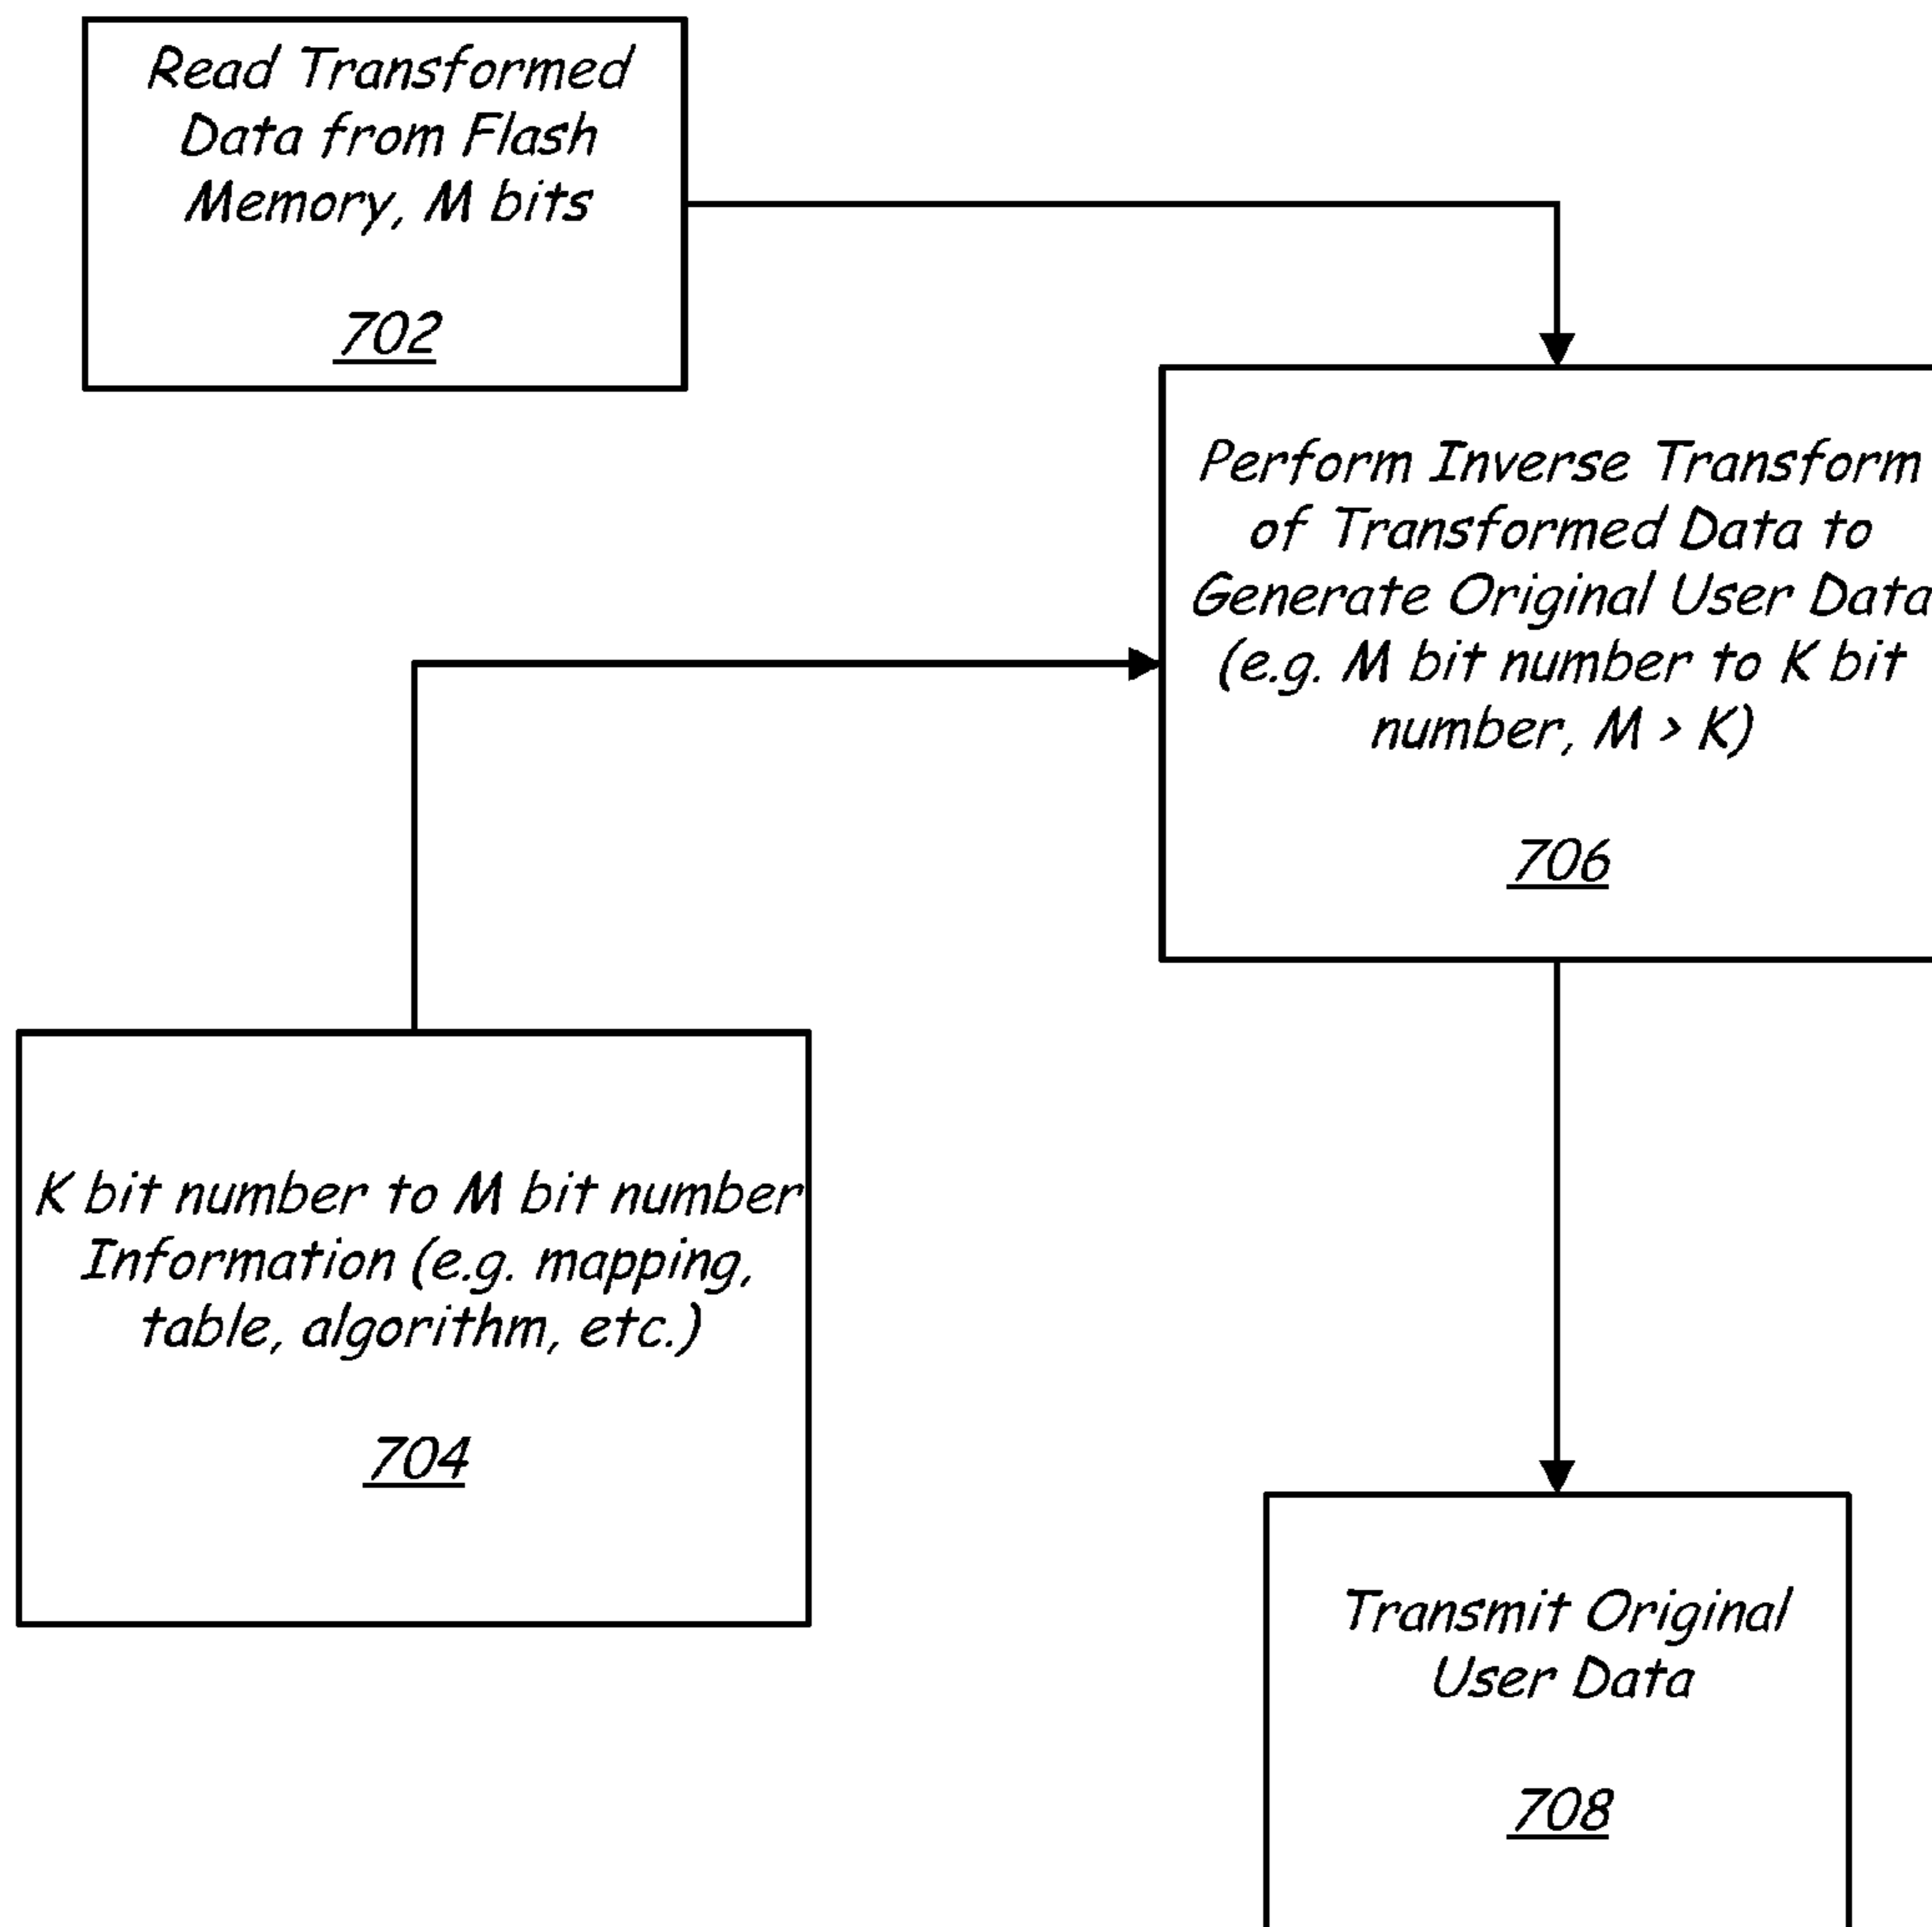 Read Transformed
Data from Flash
Memory, M bits
702
Perform Inverse Transform
of Transformed Data to
Generate Original User Data
(e.g. M bit number to K bit
number, M > K)
706
K bit number to M bit number
Information (e.g. mapping,
table, algorithm, etc.)
704
Transmit Original
User Data
708